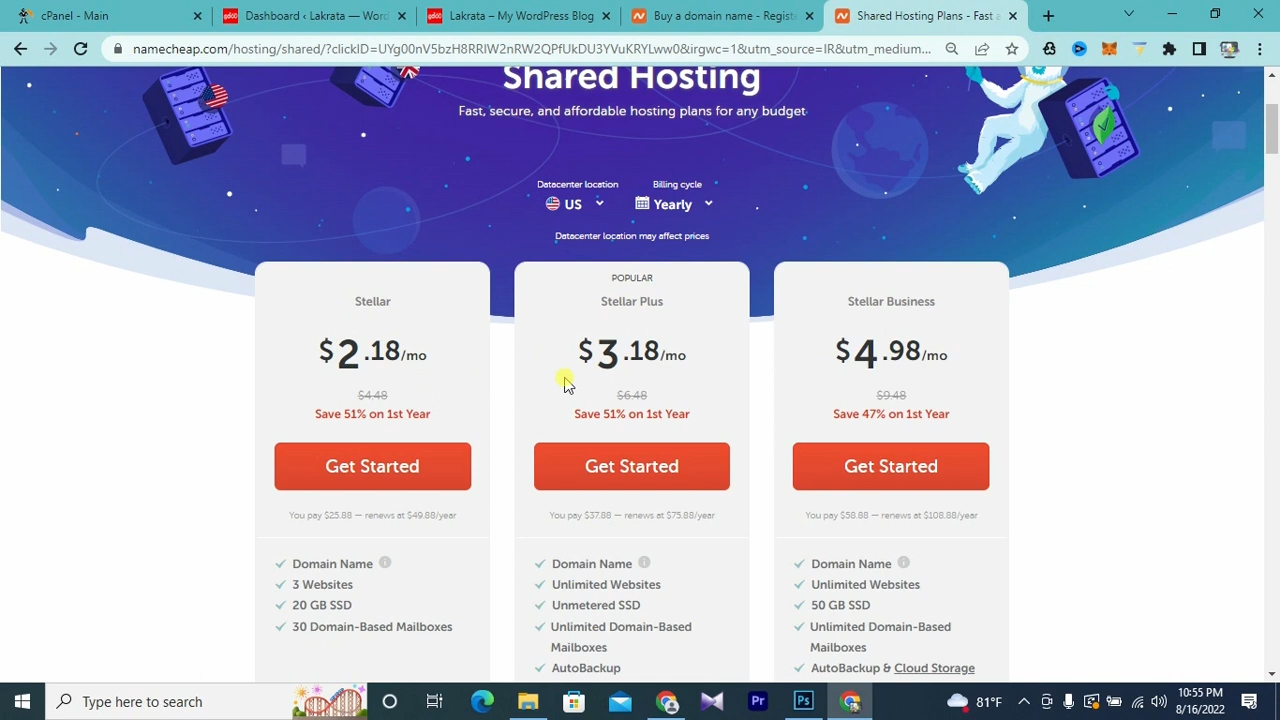 cPanel - Main
Dashboard ‹ Lakrata — Word
Lakrata – My WordPress Blog
Buy a domain name - Registe
Shared Hosting Plans - Fast a
namecheap.com/hosting/shared/?clickID=UYg00nV5bzH8RRIW2nRW2QPfUkDU3YVuKRYLww0&irgwc=1&utm_source=IR&utm_medium...
Shared Hosting
Fast, secure, and affordable hosting plans for any budget
Datacenter location
Billing cycle
US
Yearly
Datacenter location may affect prices
Stellar
$2.18/mo
$4.48
Save 51% on 1st Year
Get Started
You pay $25.88 — renews at $49.88/year
Domain Name
3 Websites
20 GB SSD
30 Domain-Based Mailboxes
POPULAR
Stellar Plus
$3.18/mo
$6.48
Save 51% on 1st Year
Get Started
You pay $37.88 — renews at $75.88/year
Domain Name
Unlimited Websites
Unmetered SSD
Unlimited Domain-Based
Mailboxes
AutoBackup
Stellar Business
$4.98/mo
$9.48
Save 47% on 1st Year
Get Started
You pay $58.88 — renews at $108.88/year
Domain Name
Unlimited Websites
50 GB SSD
Unlimited Domain-Based
Mailboxes
AutoBackup & Cloud Storage
Type here to search
Pr
Ps
81°F
10:55 PM
8/16/2022